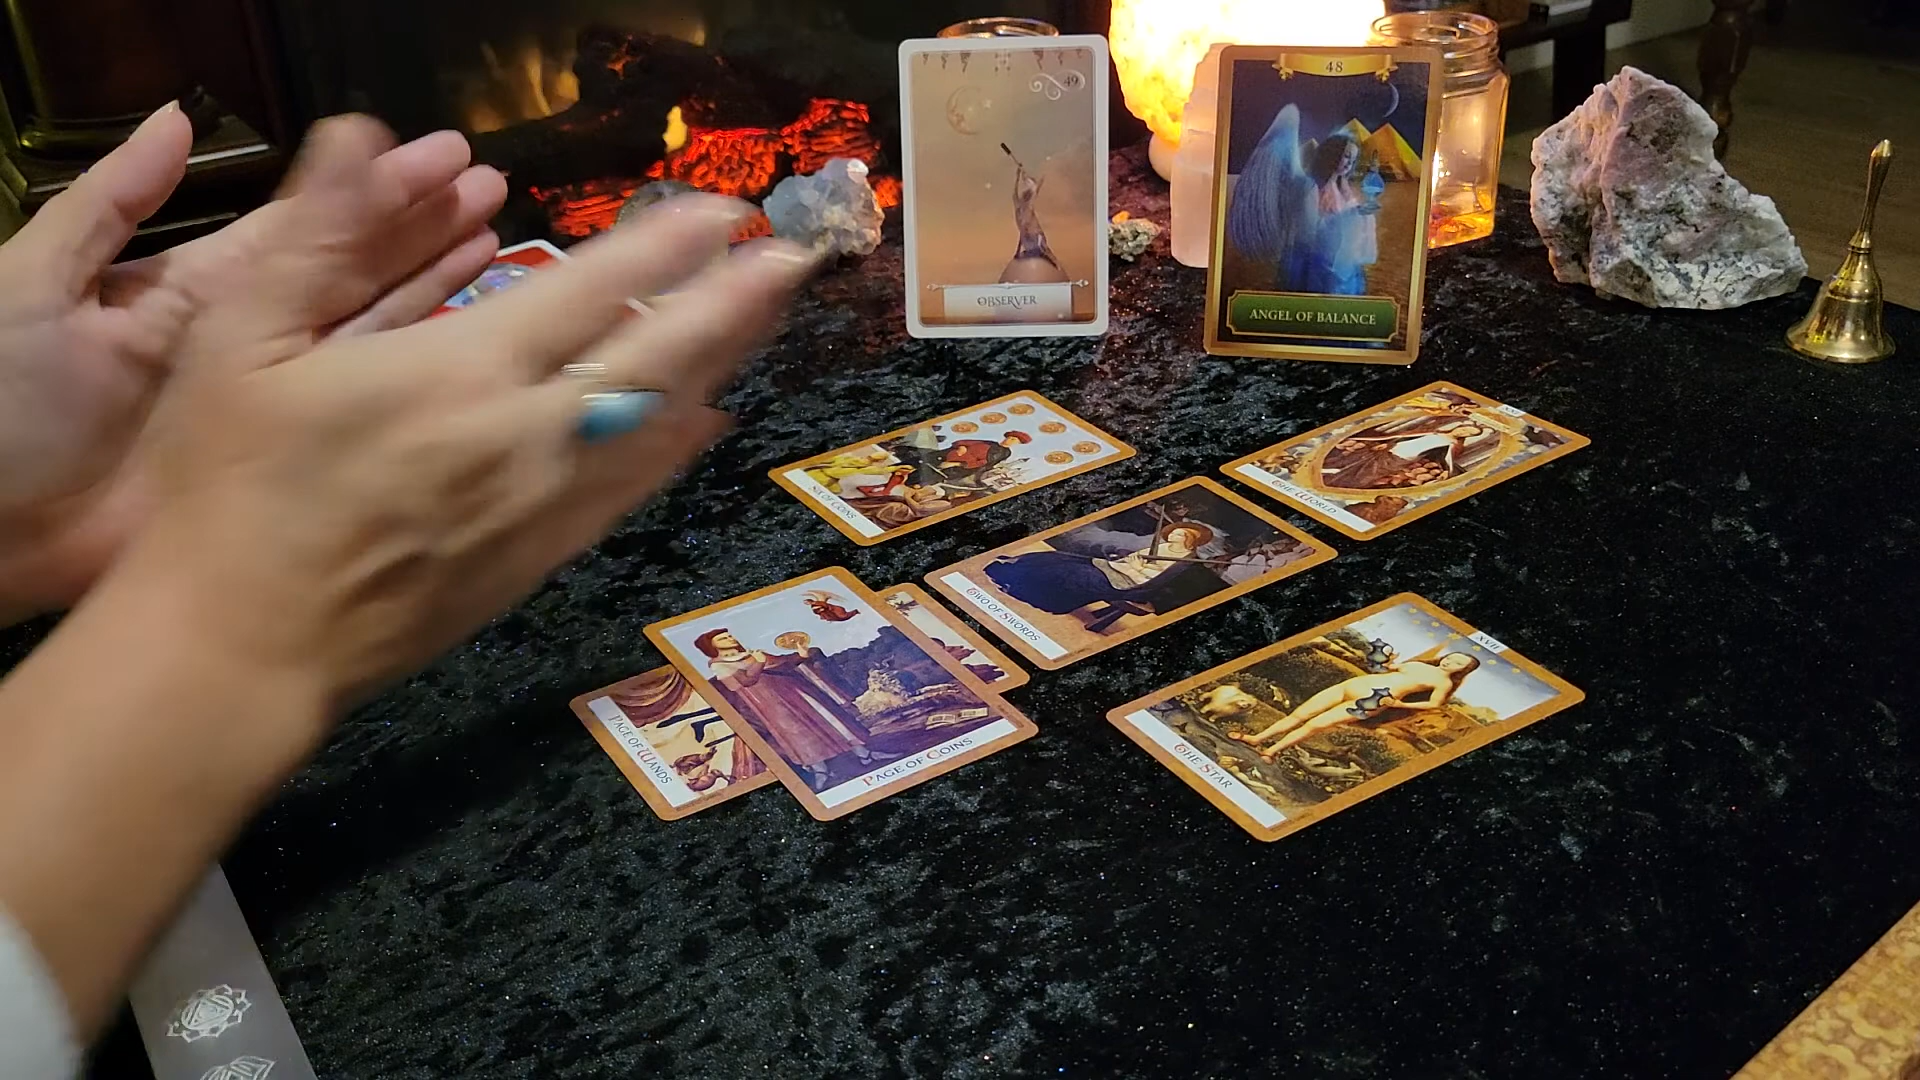 49
OBSERVER
48
ANGEL OF BALANCE
SIX OF COINS
XXI
THE WORLD
TWO OF SWORDS
PAGE OF WANDS
PAGE OF COINS
XVII
THE STAR